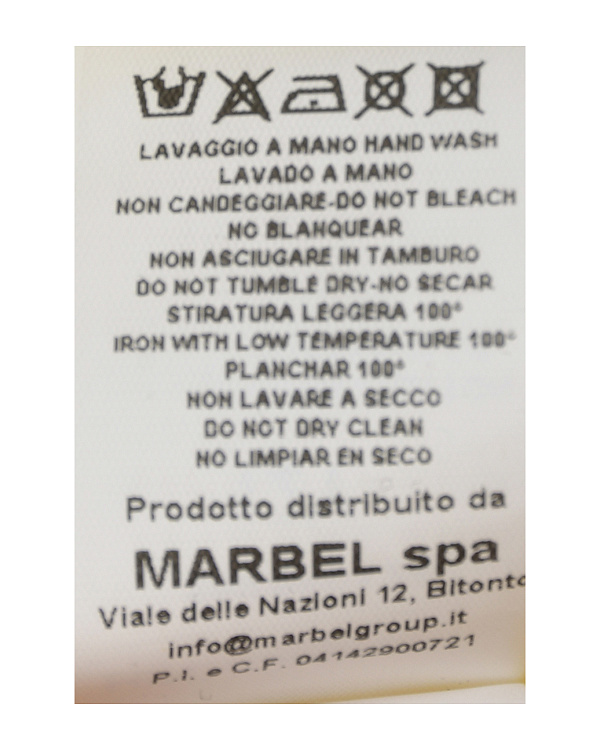 LAVAGGIO A MANO HAND WASH
LAVADO A MANO
NON CANDEGGIARE-DO NOT BLEACH
NO BLANQUEAR
NON ASCIUGARE IN TAMBURO
DO NOT TUMBLE DRY-NO SECAR
STIRATURA LEGGERA 100°
IRON WITH LOW TEMPERATURE 100°
PLANCHAR 100°
NON LAVARE A SECCO
DO NOT DRY CLEAN
NO LIMPIAR EN SECO
Prodotto distribuito da
MARBEL spa
Viale delle Nazioni 12, Bitonto
info@marbelgroup.it
P.I. e C.F. 04142900721